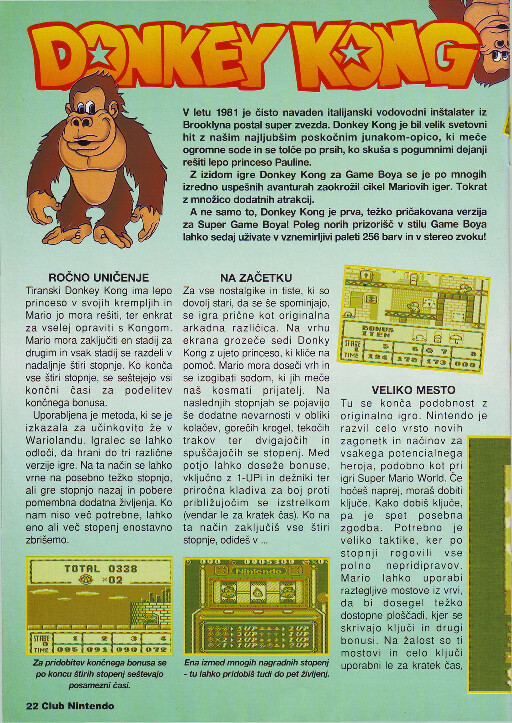 DONKEY KONG
V letu 1981 je čisto navaden italijanski vodovodni inštalater iz
Brooklyna postal super zvezda. Donkey Kong je bil velik svetovni
hit z našim najljubšim poskočnim junakom-opico, ki meče
ogromne sode in se tolče po prsih, ko skuša s pogumnimi dejanji
rešiti lepo princeso Pauline.
Z izidom igre Donkey Kong za Game Boya se je po mnogih
izredno uspešnih avanturah zaokrožil cikel Mariovih iger. Tokrat
z množico dodatnih atrakcij.
A ne samo to, Donkey Kong je prva, težko pričakovana verzija
za Super Game Boya! Poleg norih prizorišč v stilu Game Boya
lahko sedaj uživate v vznemirljivi paleti 256 barv in v stereo zvoku!
ROČNO UNIČENJE
Tiranski Donkey Kong ima lepo
princeso v svojih krempljih in
Mario jo mora rešiti, ter enkrat
za vselej opraviti s Kongom.
Mario mora zaključiti en stadij za
drugim in vsak stadij se razdeli v
nadaljnje štiri stopnje. Ko konča
vse štiri stopnje, se seštejejo vsi
končni časi za podelitev
končnega bonusa.
Uporabljena je metoda, ki se je
izkazala za učinkovito že v
Wariolandu. Igralec se lahko
odloči, da hrani do tri različne
verzije igre. Na ta način se lahko
vrne na posebno težko stopnjo,
ali gre stopnjo nazaj in pobere
pomembna dodatna življenja. Ko
nam niso več potrebne, lahko
eno ali več stopenj enostavno
zbrišemo.
TOTAL 0338
×02
STAGE 1 2 3 4
TIME 095 091 090 072
Za pridobitev končnega bonusa se
po koncu štirih stopenj seštevajo
posamezni časi.
NA ZAČETKU
Za vse nostalgike in tiste, ki so
dovolj stari, da se še spominjajo,
se igra prične kot originalna
arkadna različica. Na vrhu
ekrana grozeče sedi Donky
Kong z ujeto princeso, ki kliče na
pomoč. Mario mora doseči vrh in
se izogibati sodom, ki jih meče
naš kosmati prijatelj. Na
naslednjih stopnjah se pojavijo
še dodatne nevarnosti v obliki
kolačev, gorečih krogel, tekočih
trakov ter dvigajočih in
spuščajočih se stopenj. Med
potjo lahko doseže bonuse,
vključno z 1-UPi in dežniki ter
priročna kladiva za boj proti
približujočim se izstrelkom
(vendar le za kratek čas). Ko na
ta način zaključiš vse štiri
stopnje, odideš v ...
Nintendo
Ena izmed mnogih nagradnih stopenj
- tu lahko pridobiš tudi do pet življenj.
BONUS
ITEM
STAGE 5 6 7 8
TIME 124 178 173 000
VELIKO MESTO
Tu se konča podobnost z
originalno igro. Nintendo je
razvil celo vrsto novih
zagonetk in načinov za
vsakega potencialnega
heroja, podobno kot pri
igri Super Mario World. Če
hočeš naprej, moraš dobiti
ključe. Kako dobiš ključe,
pa je spet posebna
zgodba. Potrebno je
veliko taktike, ker po
stopnji rogovili vse
polno nepridipravov.
Mario lahko uporabi
raztegljive mostove iz vrvi,
da bi dosegel težko
dostopne ploščadi, kjer se
skrivajo ključi in drugi
bonusi. Na žalost so ti
mostovi in celo ključi
uporabni le za kratek čas,
22 Club Nintendo